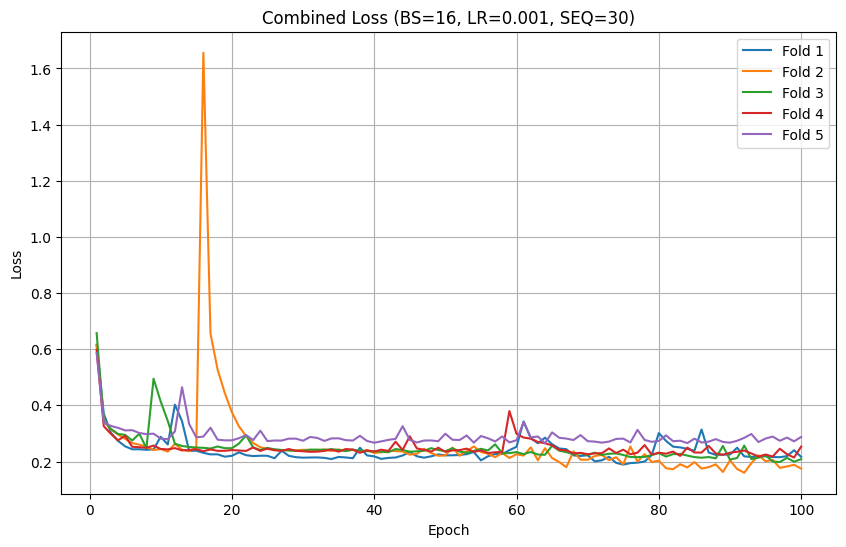 Combined Loss (BS=16, LR=0.001, SEQ=30)
Fold 1
Fold 2
Fold 3
Fold 4
Fold 5
Loss
1.6
1.4
1.2
1.0
0.8
0.6
0.4
0.2
0 20 40 60 80 100
Epoch